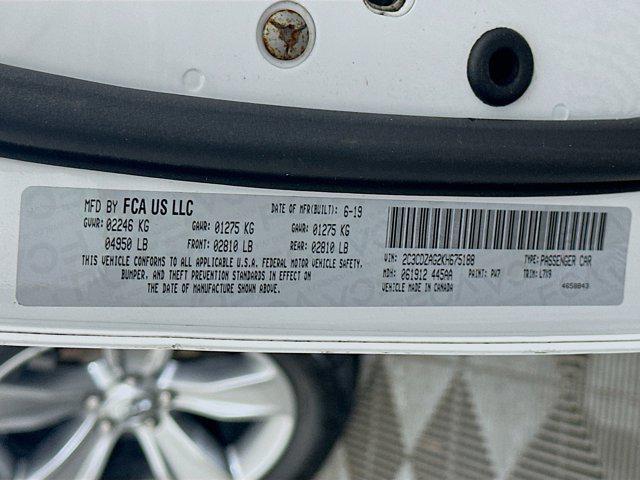 MFD BY FCA US LLC DATE OF MFR(BUILT): 6-19
GVWR: 02246 KG GAWR: 01275 KG GAWR: 01275 KG
04950 LB FRONT: 02810 LB REAR: 02810 LB
THIS VEHICLE CONFORMS TO ALL APPLICABLE U.S.A. FEDERAL MOTOR VEHICLE SAFETY,
BUMPER, AND THEFT PREVENTION STANDARDS IN EFFECT ON
THE DATE OF MANUFACTURE SHOWN ABOVE.
VIN: 2C3CDZAG2KH675188 TYPE: PASSENGER CAR
MDH: 061912 445AA PAINT: PW7 TRIM: L7X9
VEHICLE MADE IN CANADA 4658843